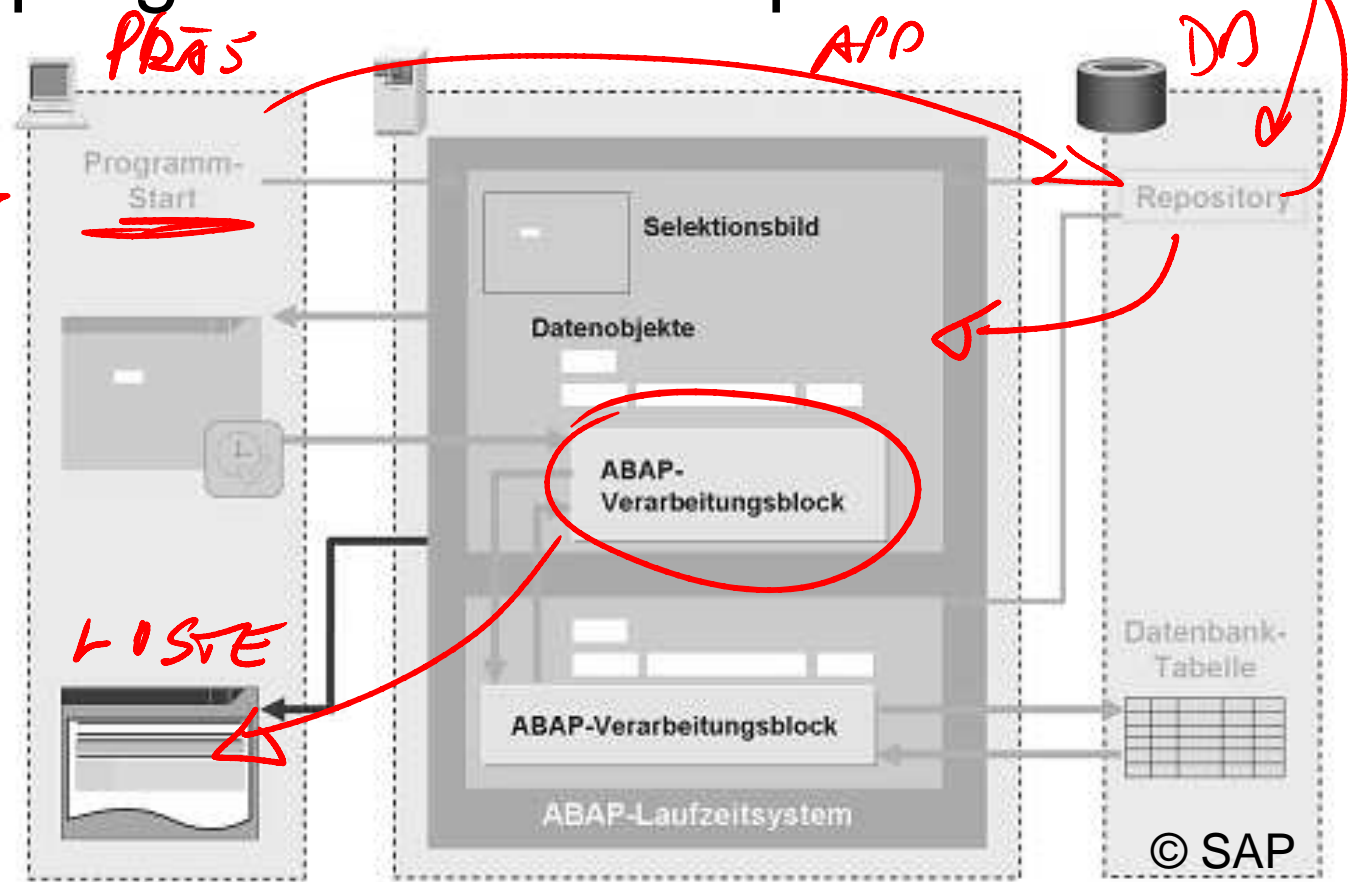 PRÄS
APP
DB
Programm-
Start
Repository
Selektionsbild
Datenobjekte
ABAP-
Verarbeitungsblock
LISTE
Datenbank-
Tabelle
ABAP-Verarbeitungsblock
ABAP-Laufzeitsystem
© SAP